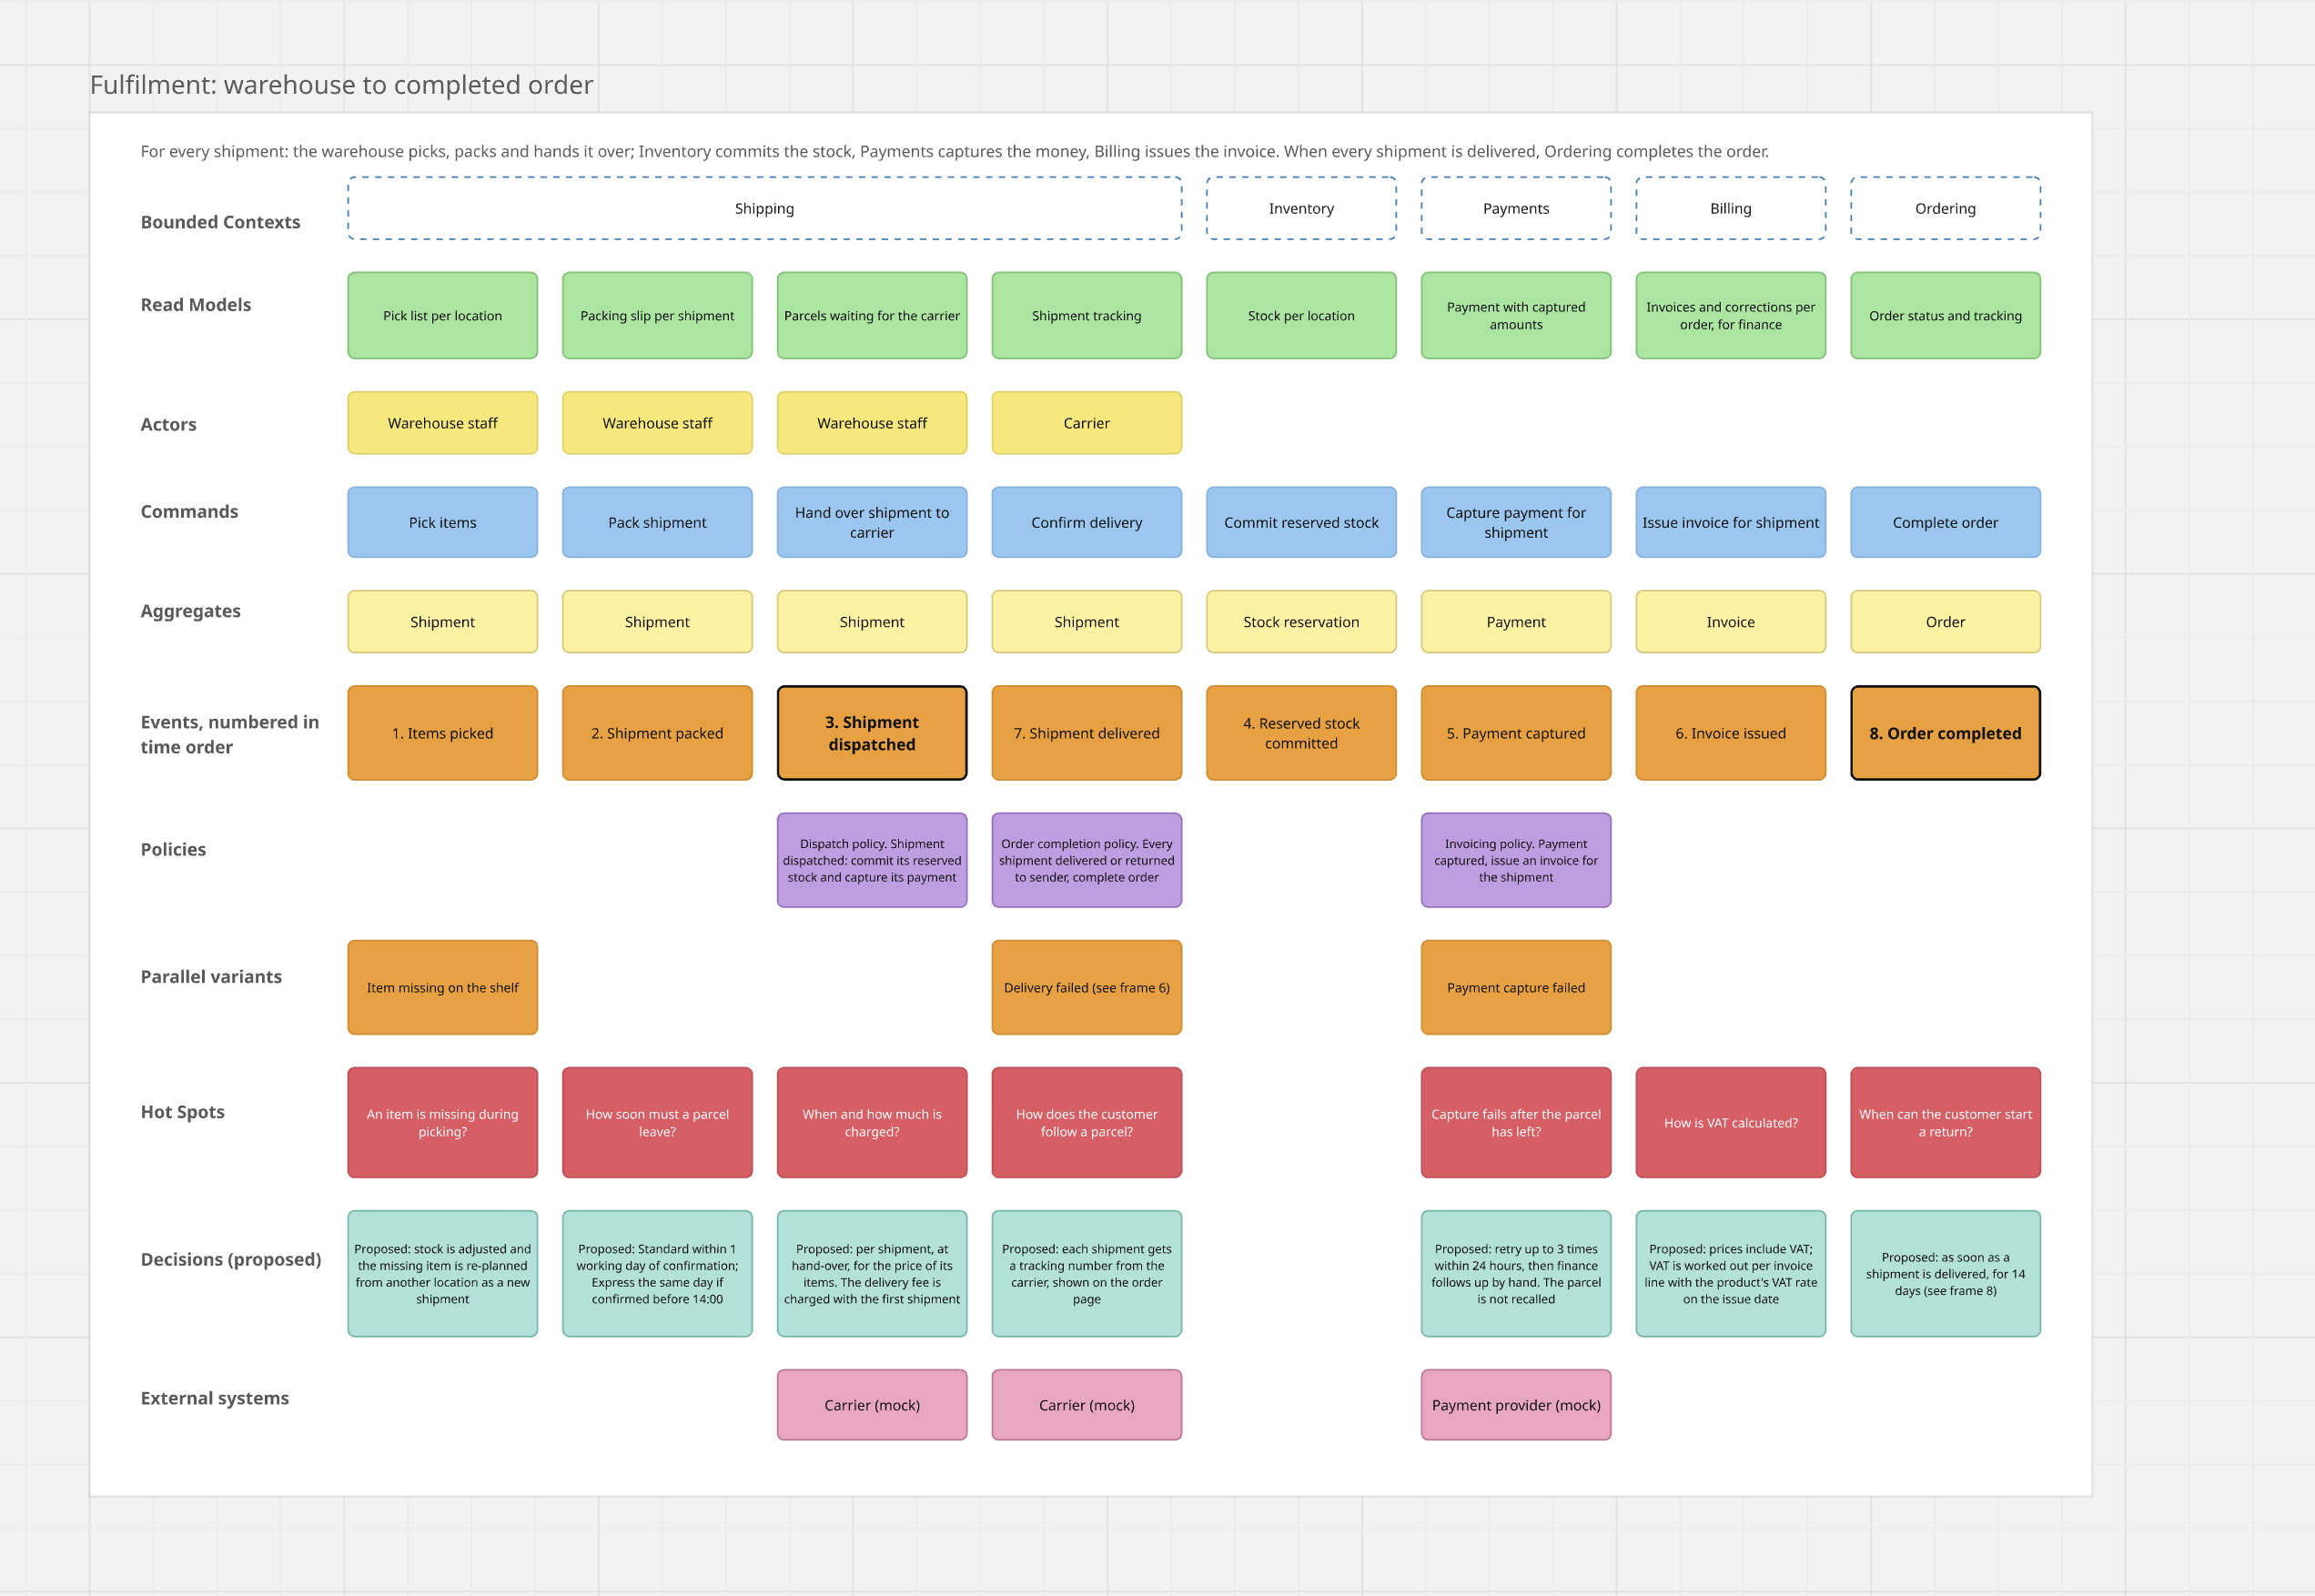 Fulfilment: warehouse to completed order
For every shipment: the warehouse picks, packs and hands it over; Inventory commits the stock, Payments captures the money, Billing issues the invoice. When every shipment is delivered, Ordering completes the order.
Bounded Contexts
Shipping
Inventory
Payments
Billing
Ordering
Read Models
Pick list per location
Packing slip per shipment
Parcels waiting for the carrier
Shipment tracking
Stock per location
Payment with captured
amounts
Invoices and corrections per
order, for finance
Order status and tracking
Actors
Warehouse staff
Warehouse staff
Warehouse staff
Carrier
Commands
Pick items
Pack shipment
Hand over shipment to
carrier
Confirm delivery
Commit reserved stock
Capture payment for
shipment
Issue invoice for shipment
Complete order
Aggregates
Shipment
Shipment
Shipment
Shipment
Stock reservation
Payment
Invoice
Order
Events, numbered in
time order
1. Items picked
2. Shipment packed
3. Shipment
dispatched
7. Shipment delivered
4. Reserved stock
committed
5. Payment captured
6. Invoice issued
8. Order completed
Policies
Dispatch policy. Shipment
dispatched: commit its reserved
stock and capture its payment
Order completion policy. Every
shipment delivered or returned
to sender, complete order
Invoicing policy. Payment
captured, issue an invoice for
the shipment
Parallel variants
Item missing on the shelf
Delivery failed (see frame 6)
Payment capture failed
Hot Spots
An item is missing during
picking?
How soon must a parcel
leave?
When and how much is
charged?
How does the customer
follow a parcel?
Capture fails after the parcel
has left?
How is VAT calculated?
When can the customer start
a return?
Decisions (proposed)
Proposed: stock is adjusted and
the missing item is re-planned
from another location as a new
shipment
Proposed: Standard within 1
working day of confirmation;
Express the same day if
confirmed before 14:00
Proposed: per shipment, at
hand-over, for the price of its
items. The delivery fee is
charged with the first shipment
Proposed: each shipment gets
a tracking number from the
carrier, shown on the order
page
Proposed: retry up to 3 times
within 24 hours, then finance
follows up by hand. The parcel
is not recalled
Proposed: prices include VAT;
VAT is worked out per invoice
line with the product's VAT rate
on the issue date
Proposed: as soon as a
shipment is delivered, for 14
days (see frame 8)
External systems
Carrier (mock)
Carrier (mock)
Payment provider (mock)